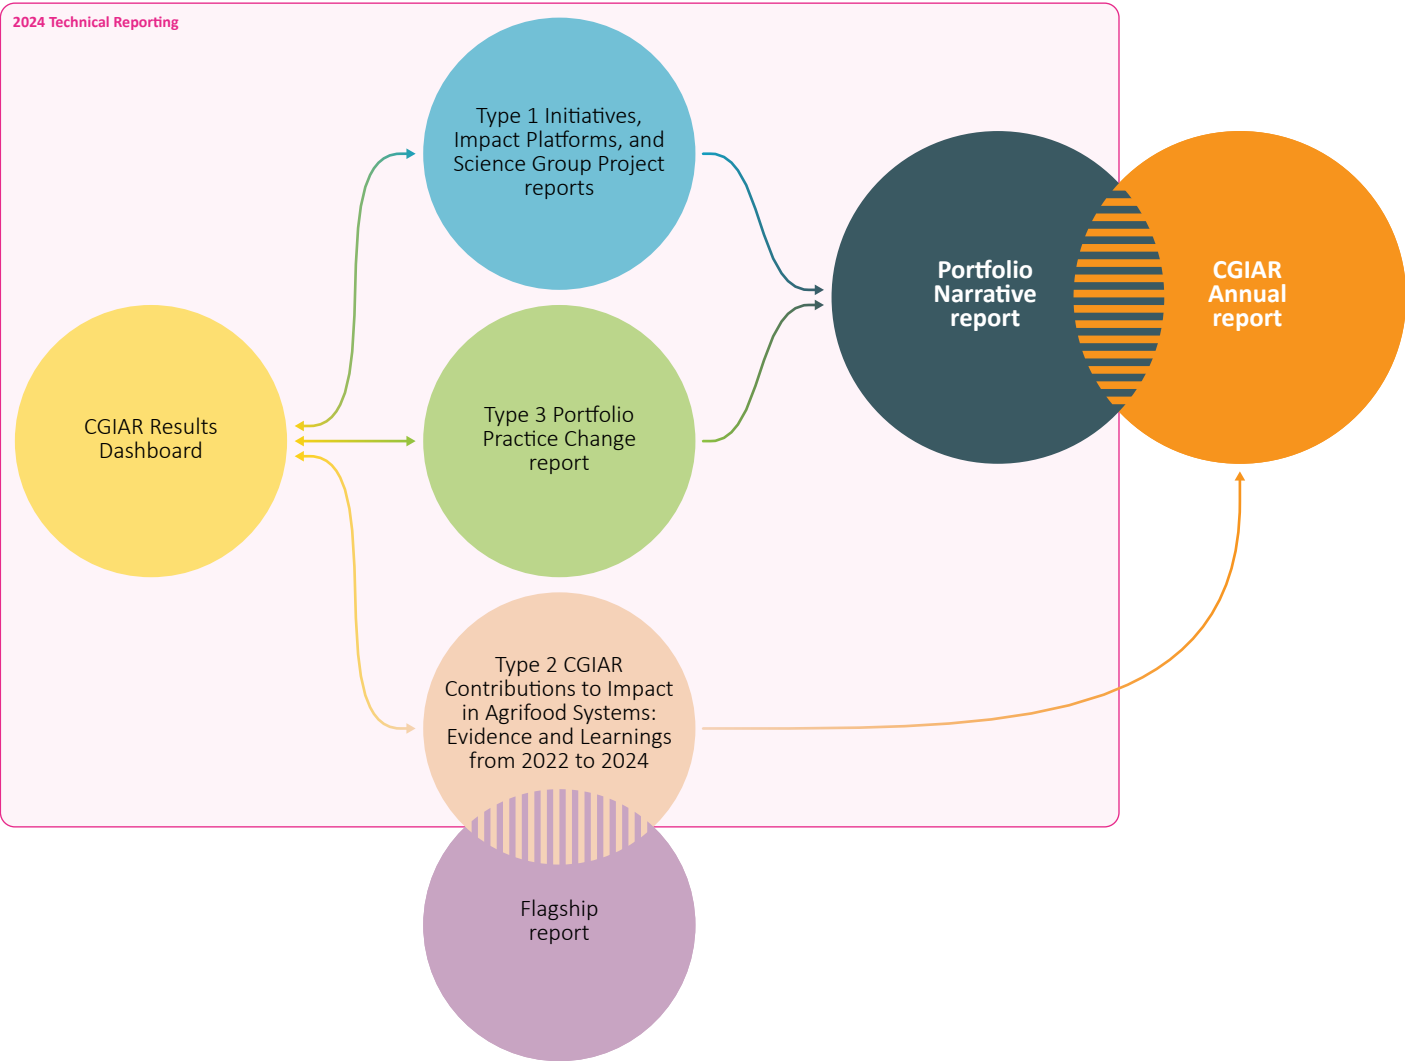 2024 Technical Reporting
Type 1 Initiatives,
Impact Platforms, and
Science Group Project
reports
Portfolio
Narrative
report
CGIAR
Annual
report
CGIAR Results
Dashboard
Type 3 Portfolio
Practice Change
report
Type 2 CGIAR
Contributions to Impact
in Agrifood Systems:
Evidence and Learnings
from 2022 to 2024
Flagship
report